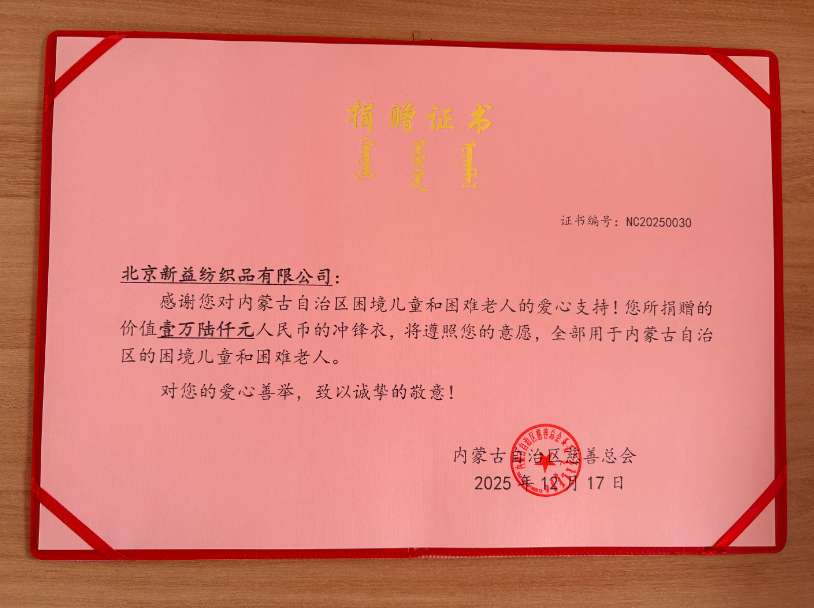 捐赠证书
证书编号：NC20250030
北京新益纺织品有限公司：
感谢您对内蒙古自治区困境儿童和困难老人的爱心支持！您所捐赠的
价值壹万陆仟元人民币的冲锋衣，将遵照您的意愿，全部用于内蒙古自治
区的困境儿童和困难老人。
对您的爱心善举，致以诚挚的敬意！
内蒙古自治区慈善总会
2025 年 12 月 17 日